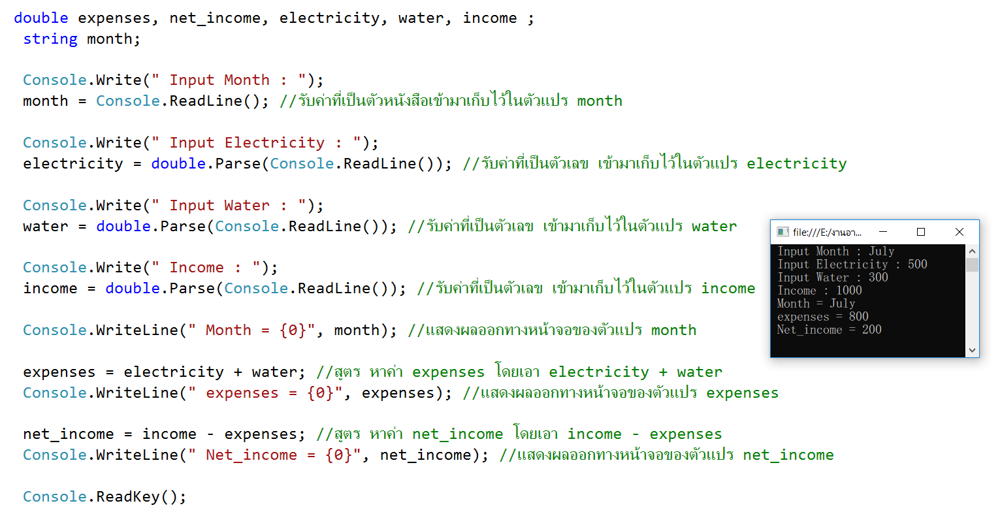 double expenses, net_income, electricity, water, income ;
string month;
Console.Write(" Input Month : ");
month = Console.ReadLine(); //รับค่าที่เป็นตัวหนังสือเข้ามาเก็บไว้ในตัวแปร month
Console.Write(" Input Electricity : ");
electricity = double.Parse(Console.ReadLine()); //รับค่าที่เป็นตัวเลข เข้ามาเก็บไว้ในตัวแปร electricity
Console.Write(" Input Water : ");
water = double.Parse(Console.ReadLine()); //รับค่าที่เป็นตัวเลข เข้ามาเก็บไว้ในตัวแปร water
Console.Write(" Income : ");
income = double.Parse(Console.ReadLine()); //รับค่าที่เป็นตัวเลข เข้ามาเก็บไว้ในตัวแปร income
Console.WriteLine(" Month = {0}", month); //แสดงผลออกทางหน้าจอของตัวแปร month
expenses = electricity + water; //สูตร หาค่า expenses โดยเอา electricity + water
Console.WriteLine(" expenses = {0}", expenses); //แสดงผลออกทางหน้าจอของตัวแปร expenses
net_income = income - expenses; //สูตร หาค่า net_income โดยเอา income - expenses
Console.WriteLine(" Net_income = {0}", net_income); //แสดงผลออกทางหน้าจอของตัวแปร net_income
Console.ReadKey();
file:///E:/งานอา...
Input Month : July
Input Electricity : 500
Input Water : 300
Income : 1000
Month = July
expenses = 800
Net_income = 200